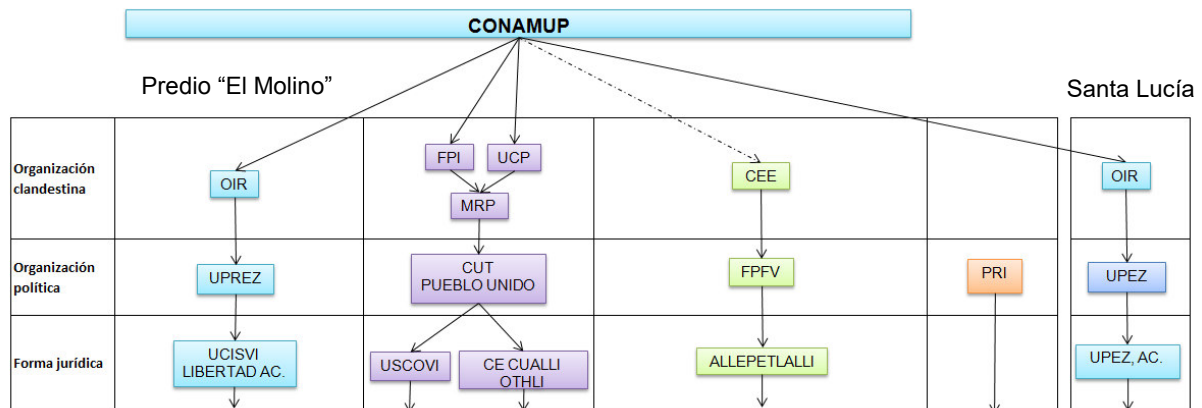 CONAMUP
Predio “El Molino”
Santa Lucía
Organización
clandestina
OIR
FPI
UCP
MRP
CEE
OIR
Organización
política
UPREZ
CUT
PUEBLO UNIDO
FPFV
PRI
UPEZ
Forma jurídica
UCISVI
LIBERTAD AC.
USCOVI
CE CUALLI
OTHLI
ALLEPETLALLI
UPEZ, AC.